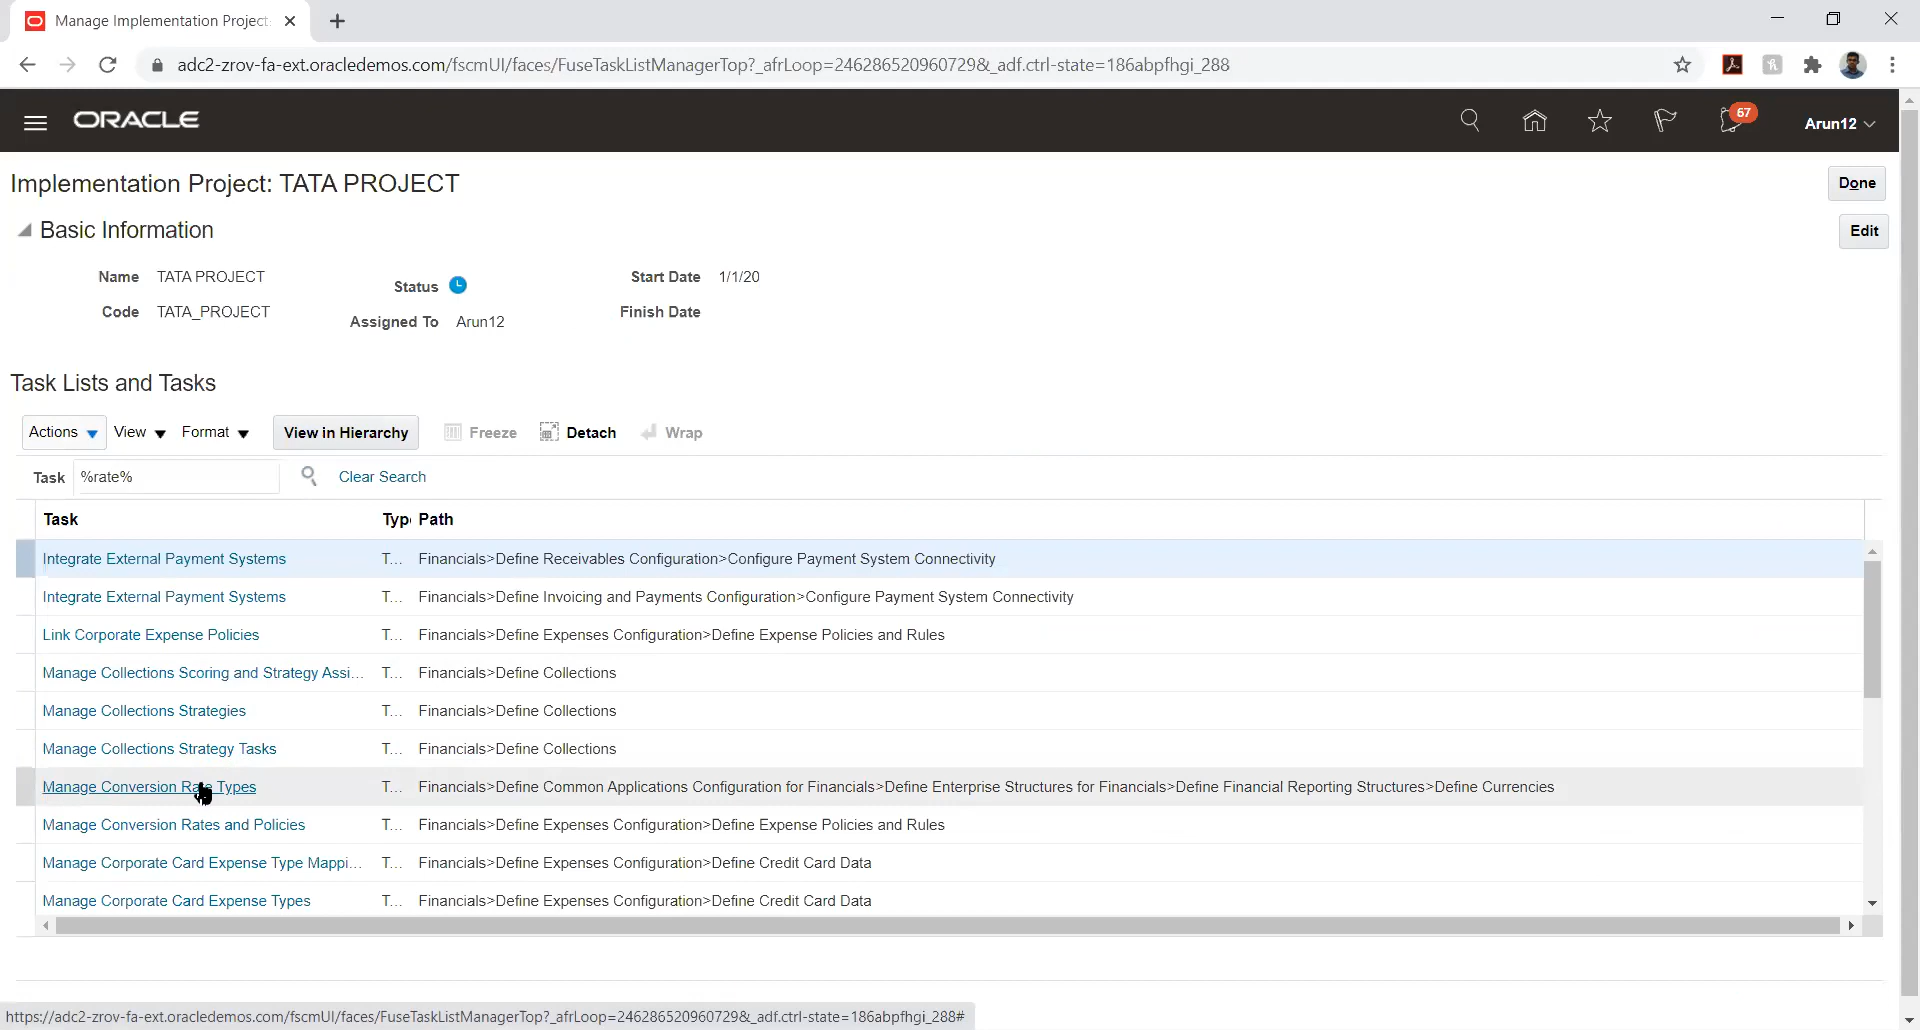 Manage Implementation Project:
adc2-zrov-fa-ext.oracledemos.com/fscmUI/faces/FuseTaskListManagerTop?_afrLoop=246286520960729&_adf.ctrl-state=186abpfhgi_288
ORACLE
67
Arun12
Implementation Project: TATA PROJECT
Done
Basic Information
Edit
Name TATA PROJECT
Status
Start Date 1/1/20
Code TATA_PROJECT
Assigned To Arun12
Finish Date
Task Lists and Tasks
Actions View Format View in Hierarchy Freeze Detach Wrap
Task %rate% Clear Search
Task Type Path
Integrate External Payment Systems T... Financials>Define Receivables Configuration>Configure Payment System Connectivity
Integrate External Payment Systems T... Financials>Define Invoicing and Payments Configuration>Configure Payment System Connectivity
Link Corporate Expense Policies T... Financials>Define Expenses Configuration>Define Expense Policies and Rules
Manage Collections Scoring and Strategy Assi... T... Financials>Define Collections
Manage Collections Strategies T... Financials>Define Collections
Manage Collections Strategy Tasks T... Financials>Define Collections
Manage Conversion Rate Types T... Financials>Define Common Applications Configuration for Financials>Define Enterprise Structures for Financials>Define Financial Reporting Structures>Define Currencies
Manage Conversion Rates and Policies T... Financials>Define Expenses Configuration>Define Expense Policies and Rules
Manage Corporate Card Expense Type Mappi... T... Financials>Define Expenses Configuration>Define Credit Card Data
Manage Corporate Card Expense Types T... Financials>Define Expenses Configuration>Define Credit Card Data
https://adc2-zrov-fa-ext.oracledemos.com/fscmUI/faces/FuseTaskListManagerTop?_afrLoop=246286520960729&_adf.ctrl-state=186abpfhgi_288#